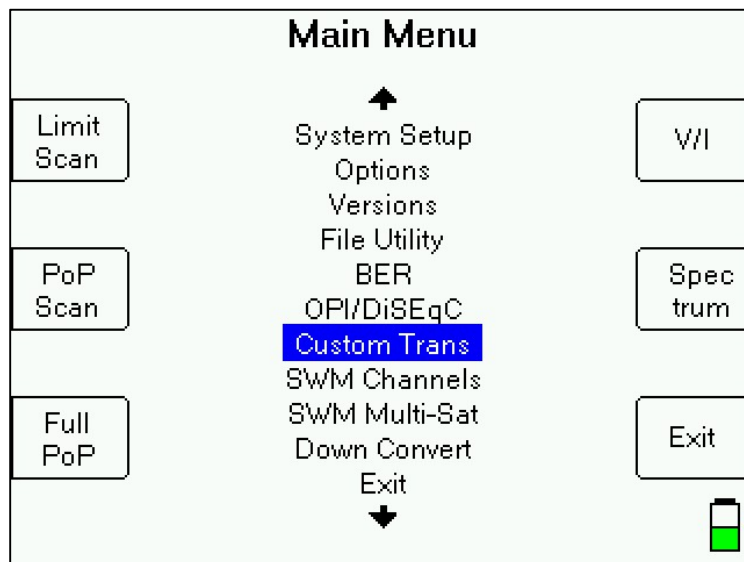 Main Menu
Limit
Scan
PoP
Scan
Full
PoP
System Setup
Options
Versions
File Utility
BER
OPI/DiSEqC
Custom Trans
SWM Channels
SWM Multi-Sat
Down Convert
Exit
V/I
Spec
trum
Exit